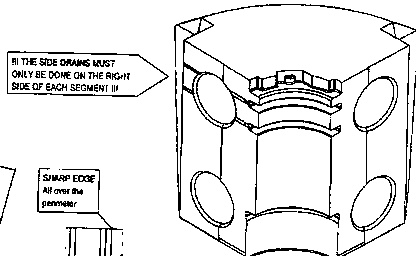 !!! THE SIDE DRAINS MUST
ONLY BE DONE ON THE RIGHT
SIDE OF EACH SEGMENT !!!
SHARP EDGE
All over the
perimeter